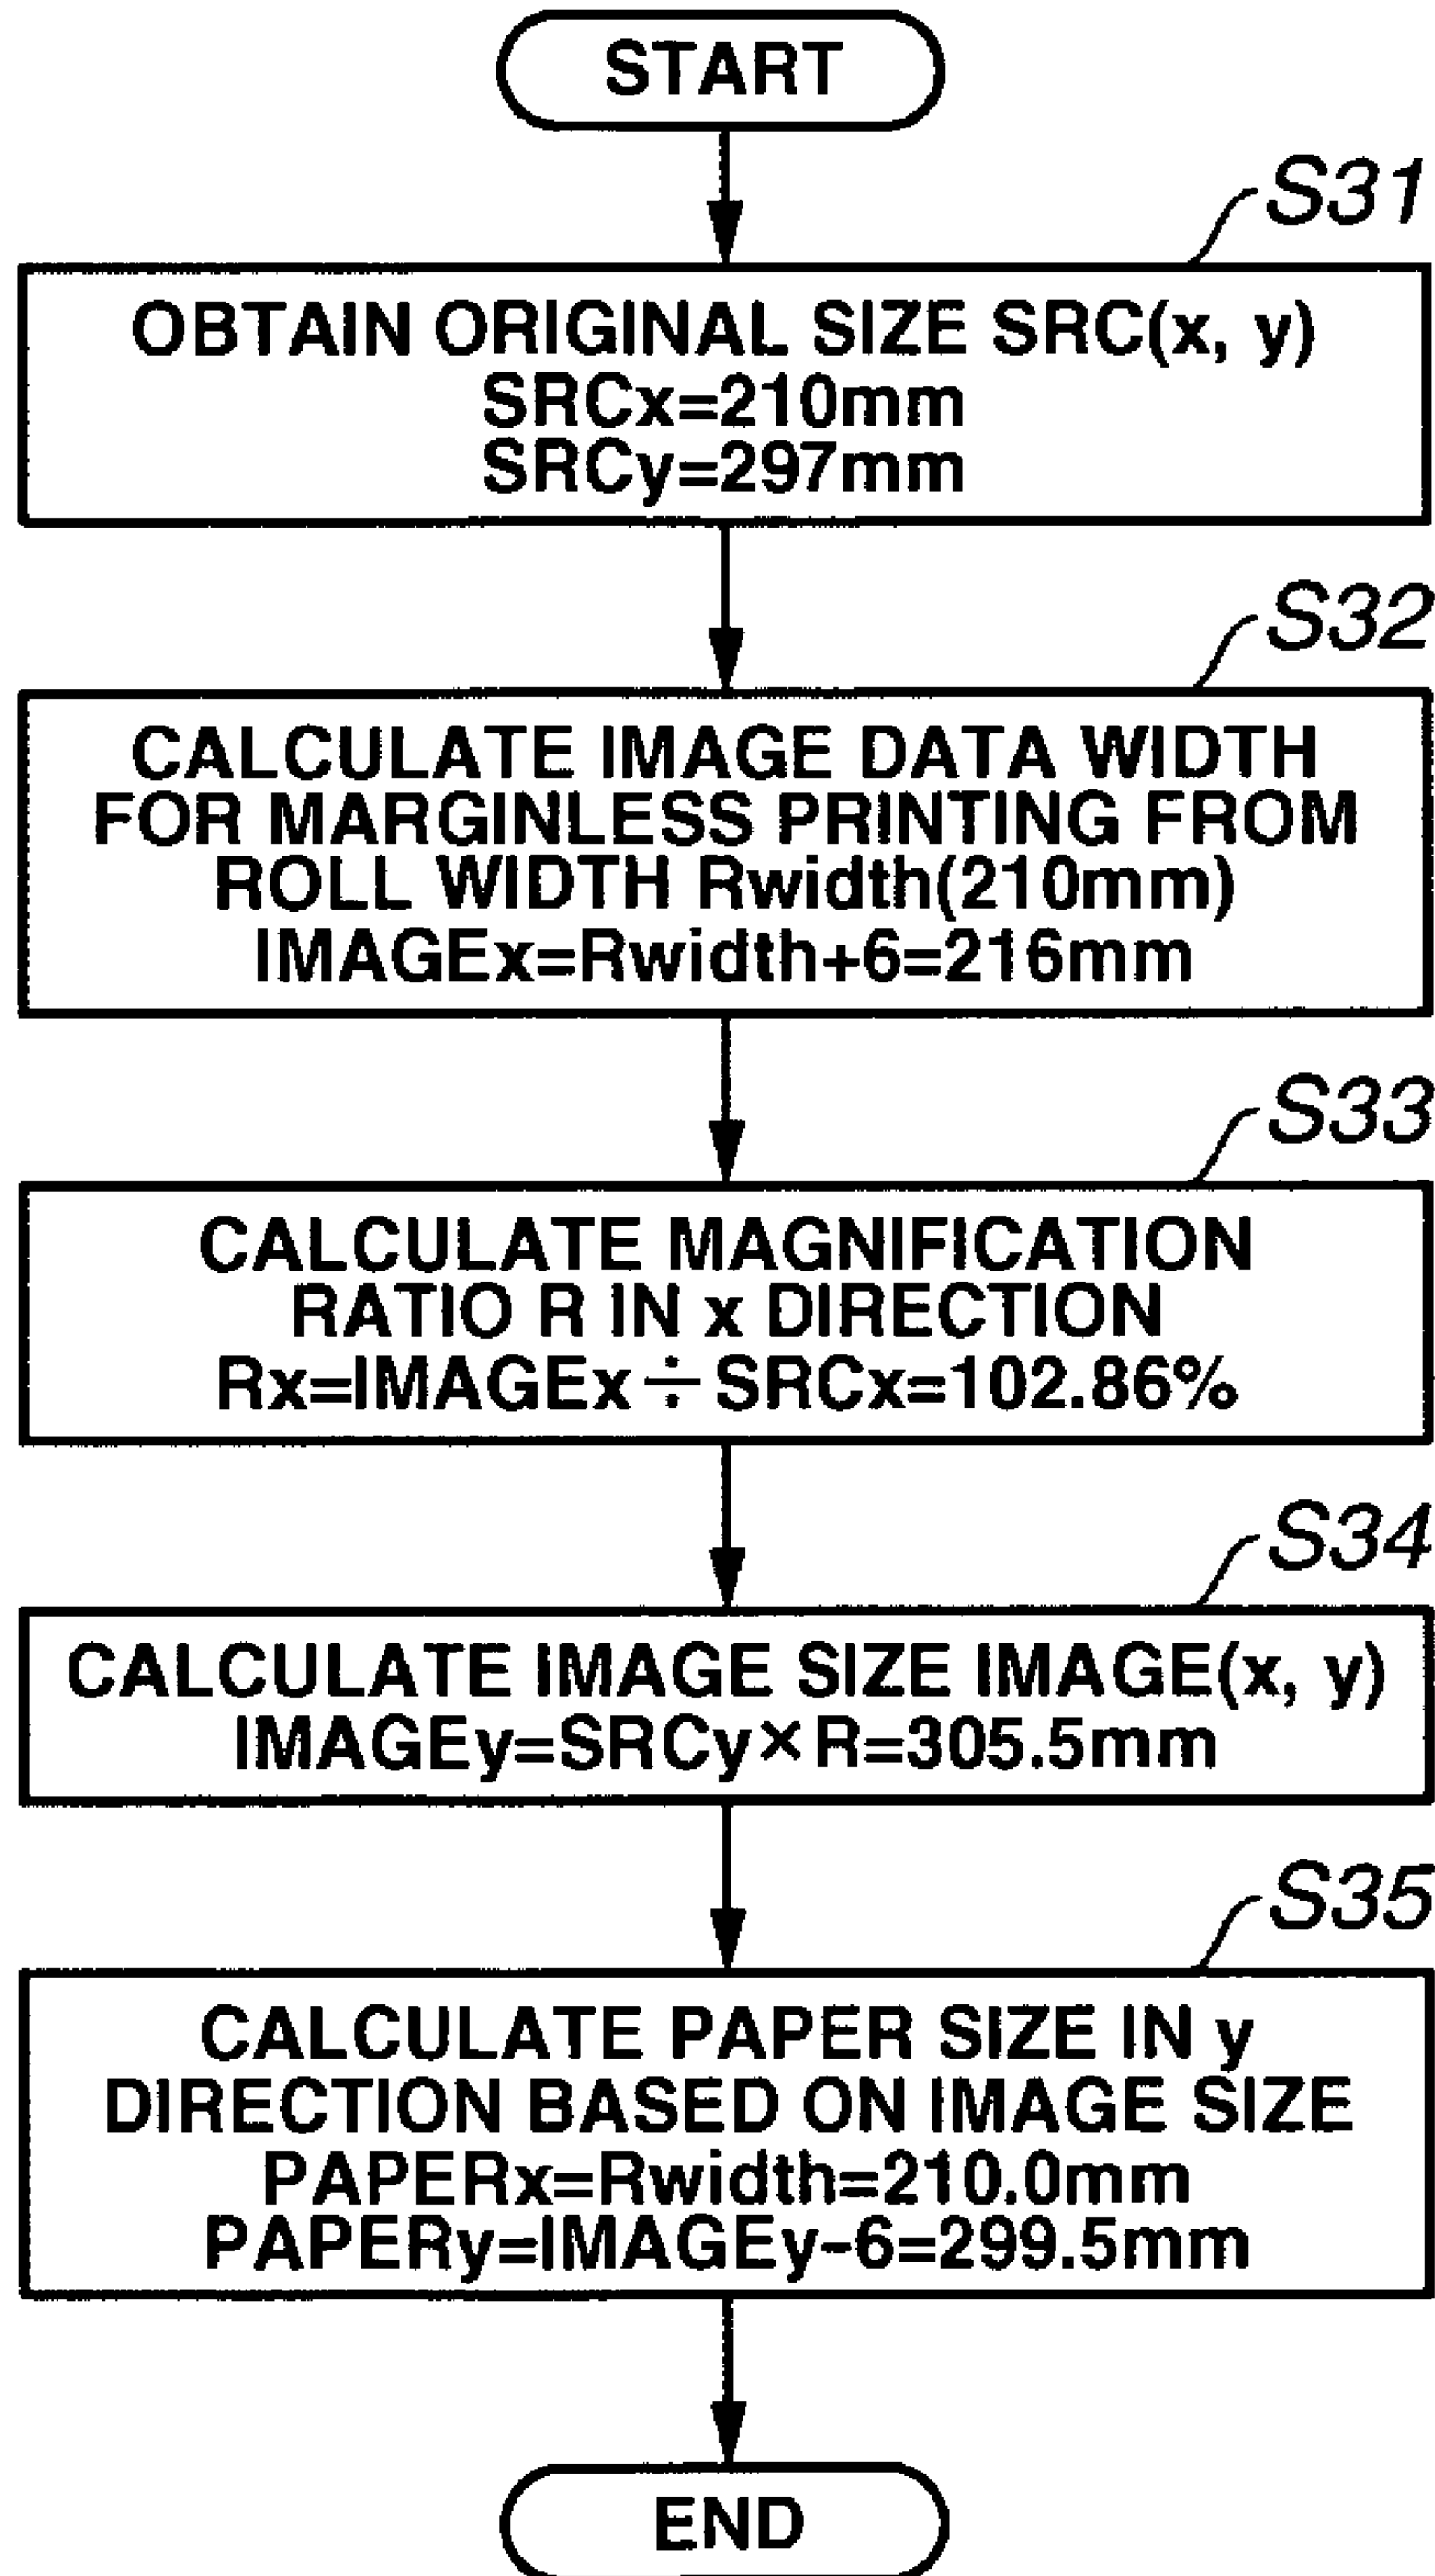 START
S31
OBTAIN ORIGINAL SIZE SRC(x, y)
SRCx=210mm
SRCy=297mm
S32
CALCULATE IMAGE DATA WIDTH
FOR MARGINLESS PRINTING FROM
ROLL WIDTH Rwidth(210mm)
IMAGEx=Rwidth+6=216mm
S33
CALCULATE MAGNIFICATION
RATIO R IN x DIRECTION
Rx=IMAGEx÷SRCx=102.86%
S34
CALCULATE IMAGE SIZE IMAGE(x, y)
IMAGEy=SRCy×R=305.5mm
S35
CALCULATE PAPER SIZE IN y
DIRECTION BASED ON IMAGE SIZE
PAPERx=Rwidth=210.0mm
PAPERy=IMAGEy-6=299.5mm
END